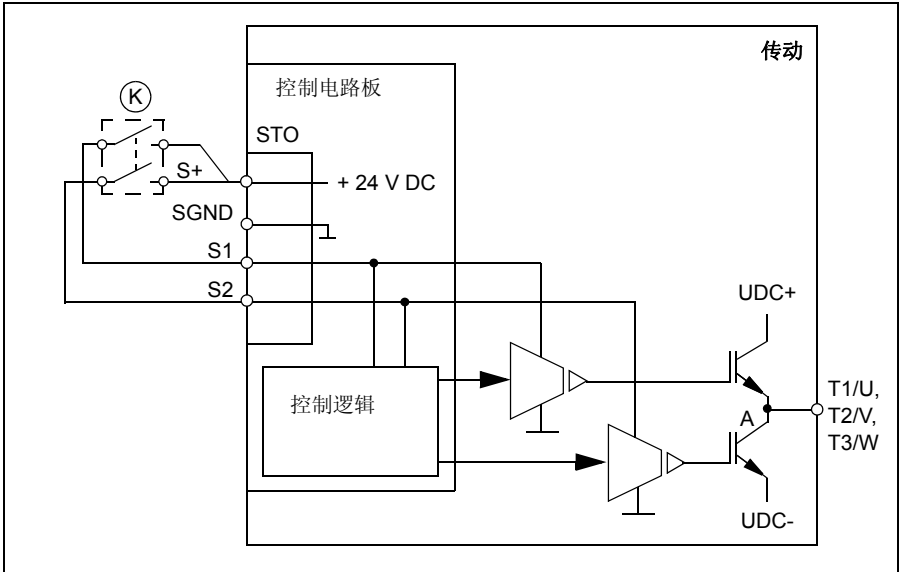 传动
控制电路板
K
STO
S+
+ 24 V DC
SGND
S1
S2
UDC+
控制逻辑
A
T1/U,
T2/V,
T3/W
UDC-